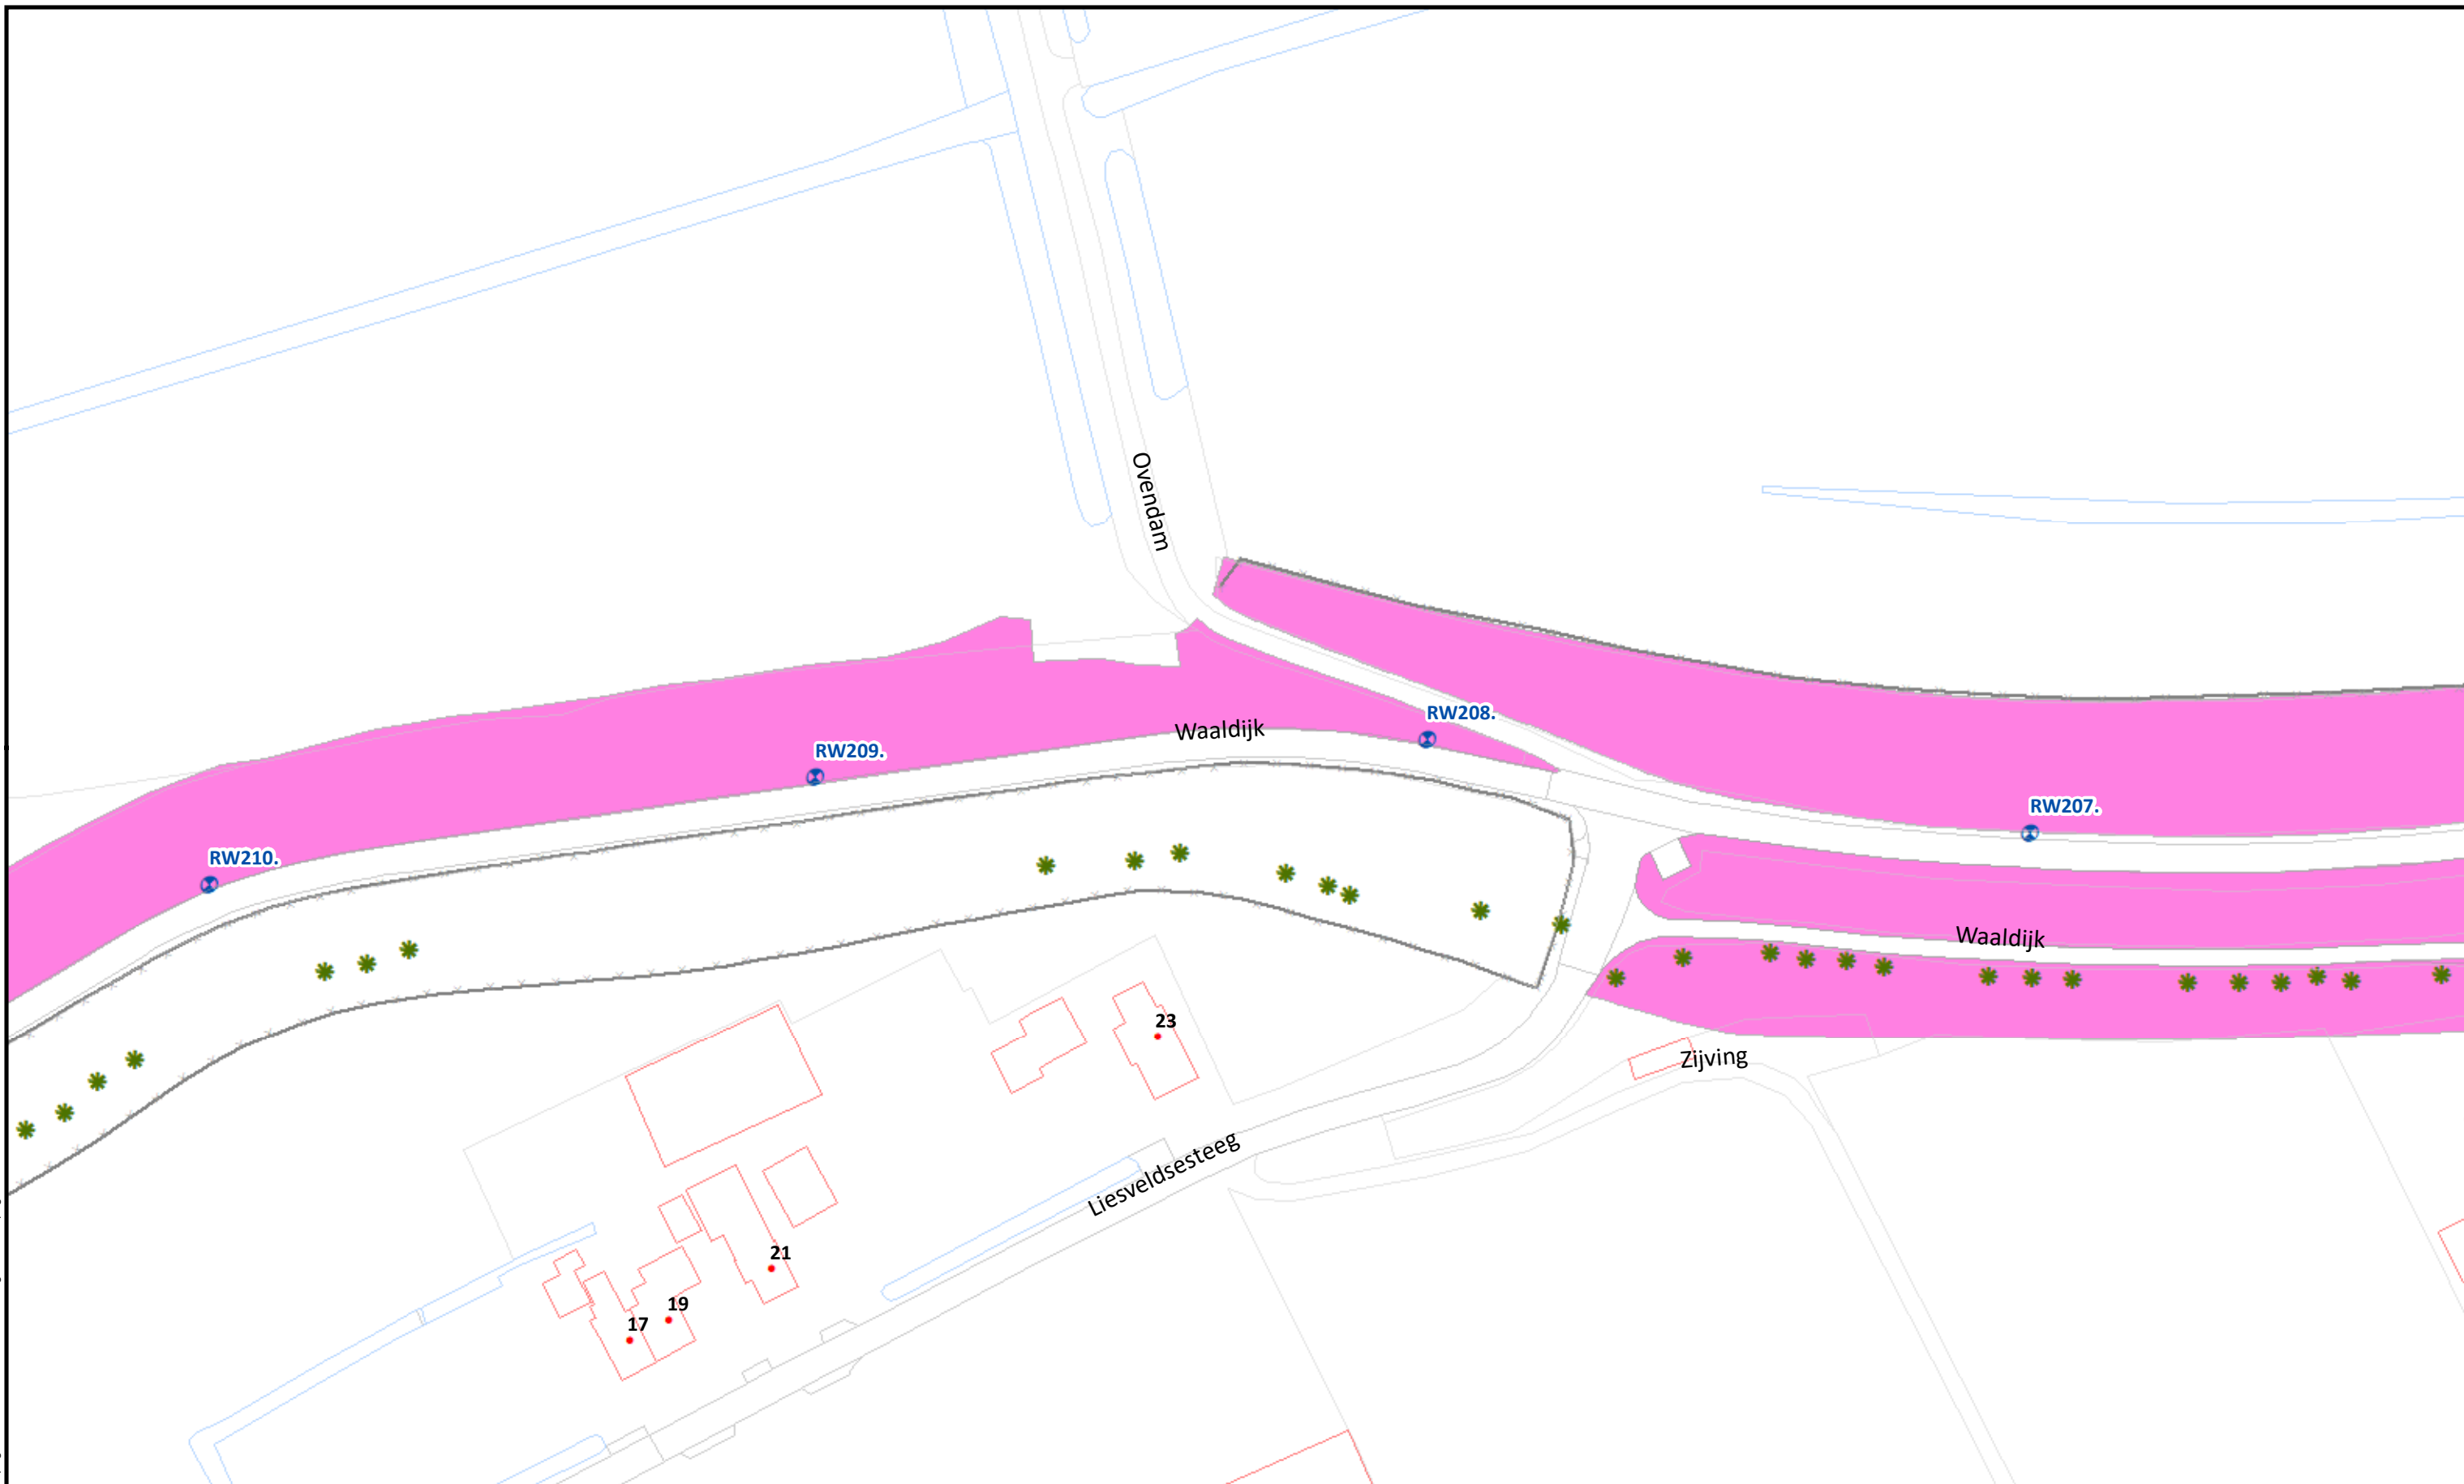 Ovendam
RW208.
Waaldijk
RW209.
RW207.
RW210.
Waaldijk
23
Zijving
Liesveldsesteeg
21
19
17